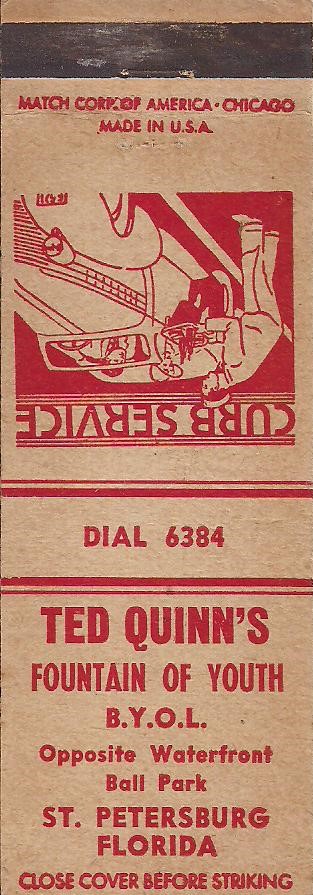 MATCH CORP. OF AMERICA · CHICAGO
MADE IN U.S.A.
CURB SERVICE
DIAL 6384
TED QUINN'S
FOUNTAIN OF YOUTH
B.Y.O.L.
Opposite Waterfront
Ball Park
ST. PETERSBURG
FLORIDA
CLOSE COVER BEFORE STRIKING